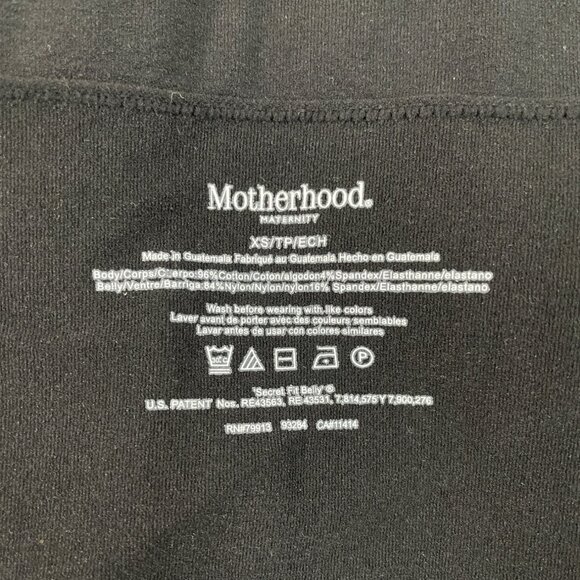 Motherhood®
MATERNITY
XS/TP/ECH
Made in Guatemala Fabriqué au Guatemala Hecho en Guatemala
Body/Corps/Cuerpo:96%Cotton/Coton/algodon4%Spandex/Elasthanne/elastano
Belly/Ventre/Barriga:84%Nylon/Nylon/nylon16% Spandex/Elasthanne/elastano
Wash before wearing with like colors
Laver avant de porter avec des couleurs semblables
Lavar antes de usar con colores similares
30°C P
'Secret Fit Belly'®
U.S. PATENT Nos. RE43563, RE 43531, 7,814,575 Y 7,900,276
RN#79913 93284 CA#11414